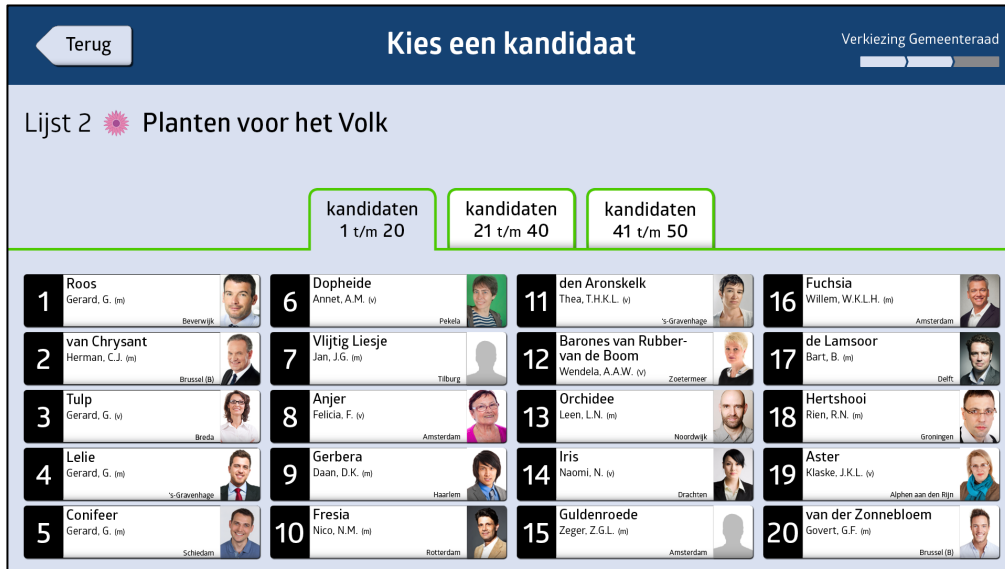 Terug
Kies een kandidaat
Verkiezing Gemeenteraad
Lijst 2 Planten voor het Volk
kandidaten
1 t/m 20
kandidaten
21 t/m 40
kandidaten
41 t/m 50
1
Roos
Gerard, G. (m)
Beverwijk
2
van Chrysant
Herman, C.J. (m)
Brussel (B)
3
Tulp
Gerard, G. (v)
Breda
4
Lelie
Gerard, G. (m)
's-Gravenhage
5
Conifeer
Gerard, G. (m)
Schiedam
6
Dopheide
Annet, A.M. (v)
Pekela
7
Vlijtig Liesje
Jan, J.G. (m)
Tilburg
8
Anjer
Felicia, F. (v)
Amsterdam
9
Gerbera
Daan, D.K. (m)
Haarlem
10
Fresia
Nico, N.M. (m)
Rotterdam
11
den Aronskelk
Thea, T.H.K.L. (v)
's-Gravenhage
12
Barones van Rubber-
van de Boom
Wendela, A.A.W. (v)
Zoetermeer
13
Orchidee
Leen, L.N. (m)
Noordwijk
14
Iris
Naomi, N. (v)
Drachten
15
Guldenroede
Zeger, Z.G.L. (m)
Amsterdam
16
Fuchsia
Willem, W.K.L.H. (m)
Amsterdam
17
de Lamsoor
Bart, B. (m)
Delft
18
Hertshooi
Rien, R.N. (m)
Groningen
19
Aster
Klaske, J.K.L. (v)
Alphen aan den Rijn
20
van der Zonnebloem
Govert, G.F. (m)
Brussel (B)